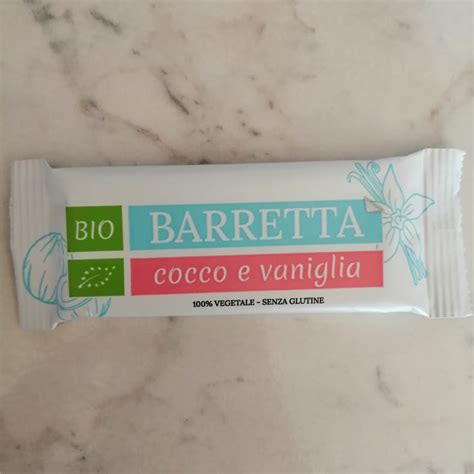 BIO
BARRETTA
cocco e vaniglia
100% VEGETALE - SENZA GLUTINE